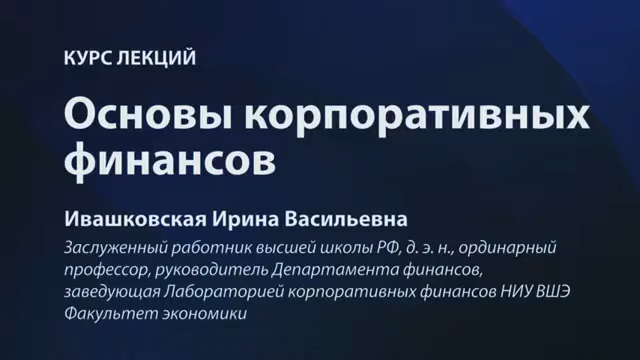 КУРС ЛЕКЦИЙ
Основы корпоративных
финансов
Ивашковская Ирина Васильевна
Заслуженный работник высшей школы РФ, д. э. н., ординарный
профессор, руководитель Департамента финансов,
заведующая Лабораторией корпоративных финансов НИУ ВШЭ
Факультет экономики